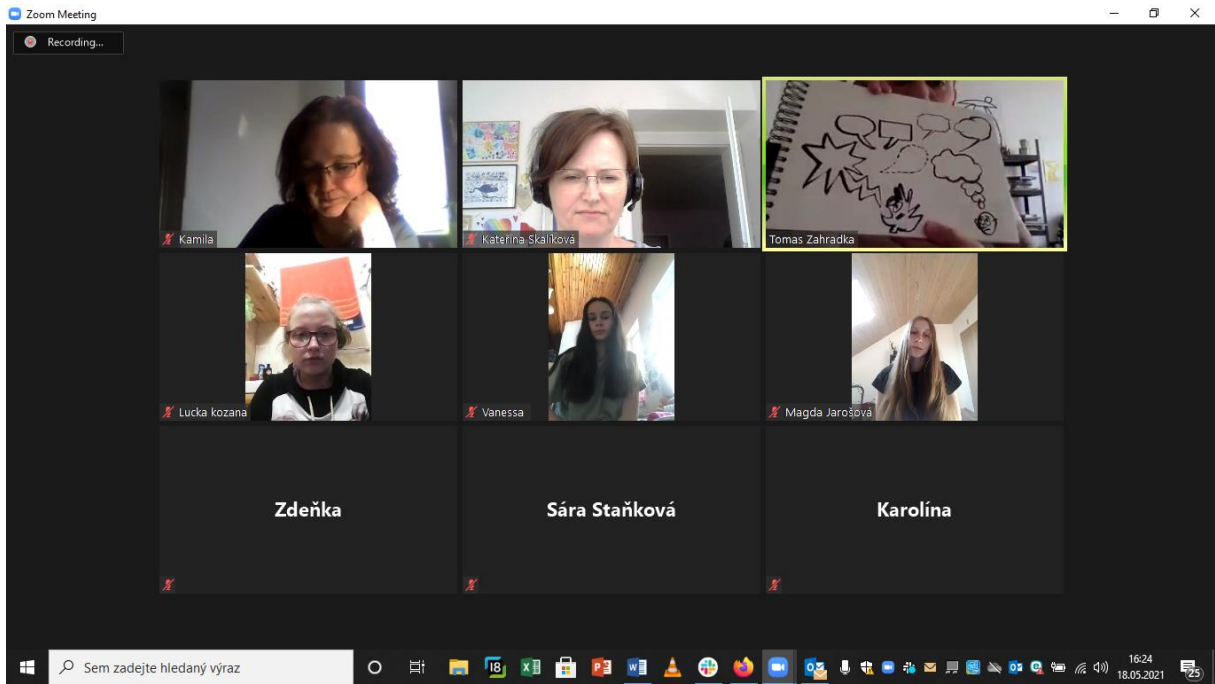 Zoom Meeting
Recording...
Kamila
Kateřina Skalíková
Tomas Zahradka
Lucka kozana
Vanessa
Magda Jarošová
Zdeňka
Sára Staňková
Karolína
Sem zadejte hledaný výraz
16:24
18.05.2021
25